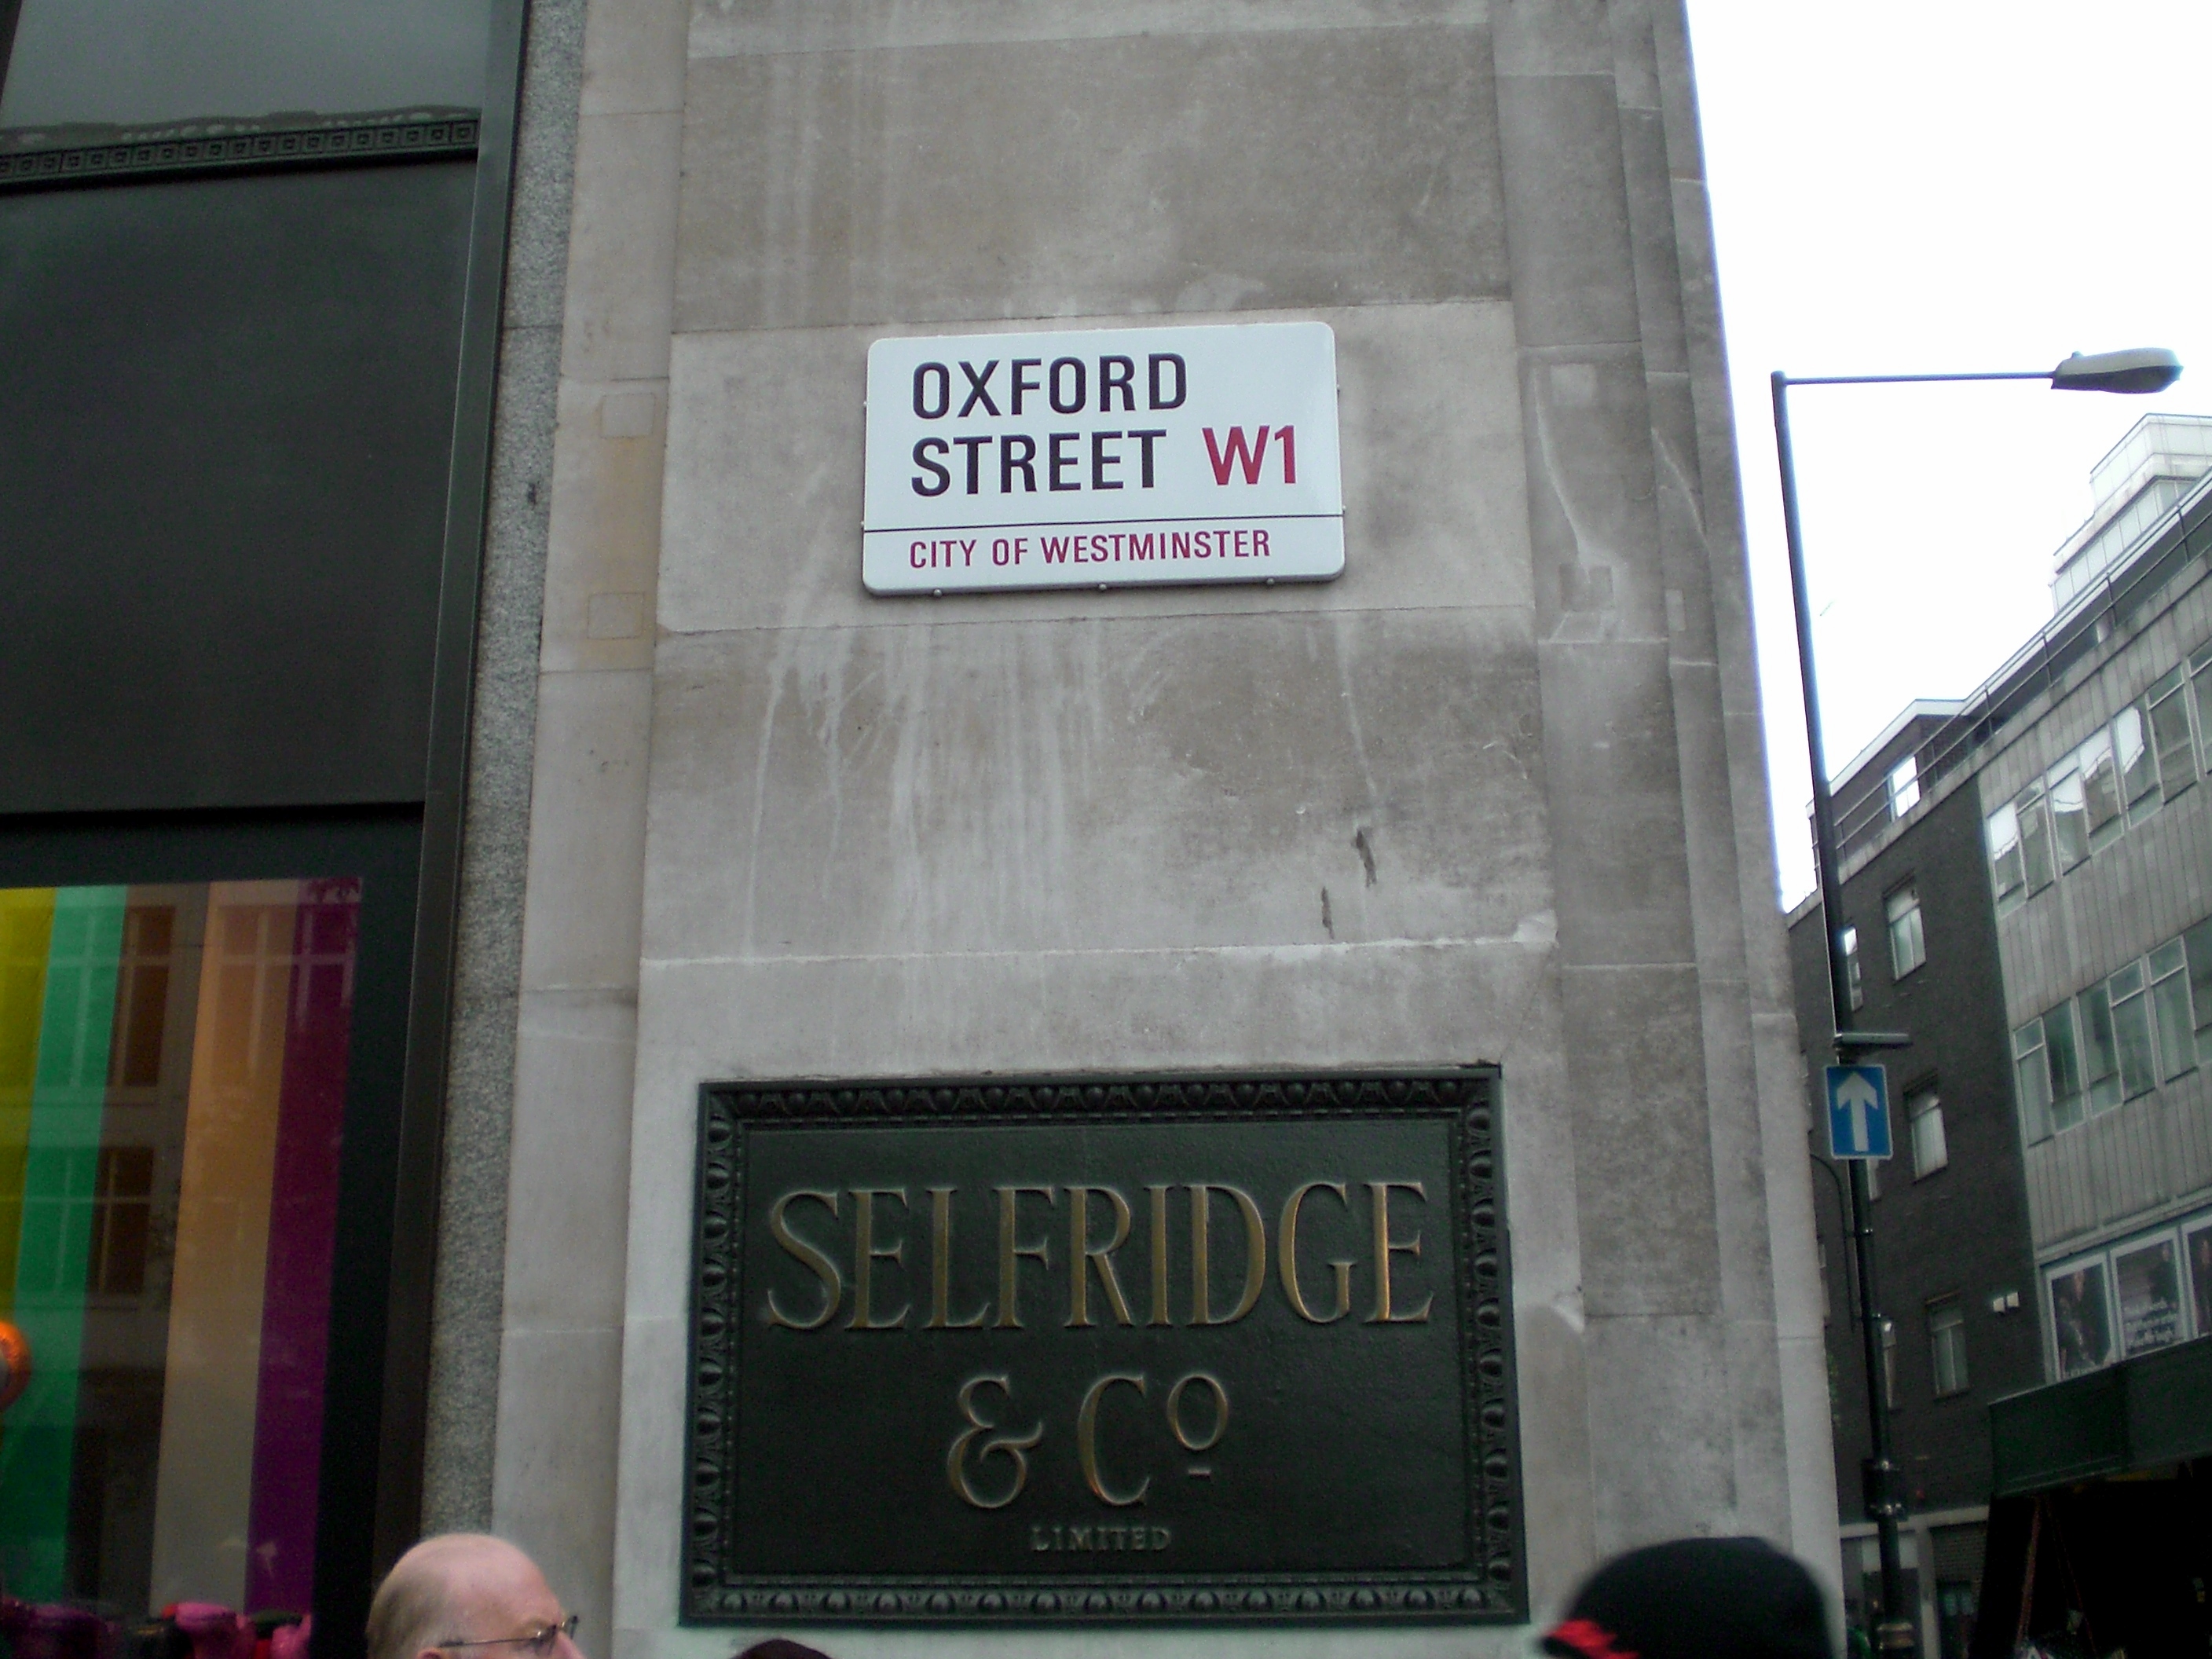 OXFORD
STREET W1
CITY OF WESTMINSTER
SELFRIDGE
& Co
LIMITED